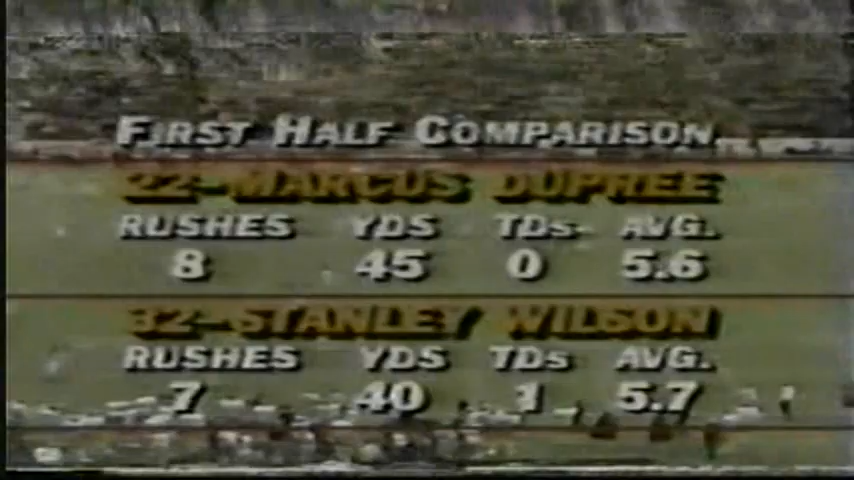 FIRST HALF COMPARISON
22-MARCUS DUPREE
RUSHES YDS TDs AVG.
8 45 0 5.6
32-STANLEY WILSON
RUSHES YDS TDs AVG.
7 40 1 5.7